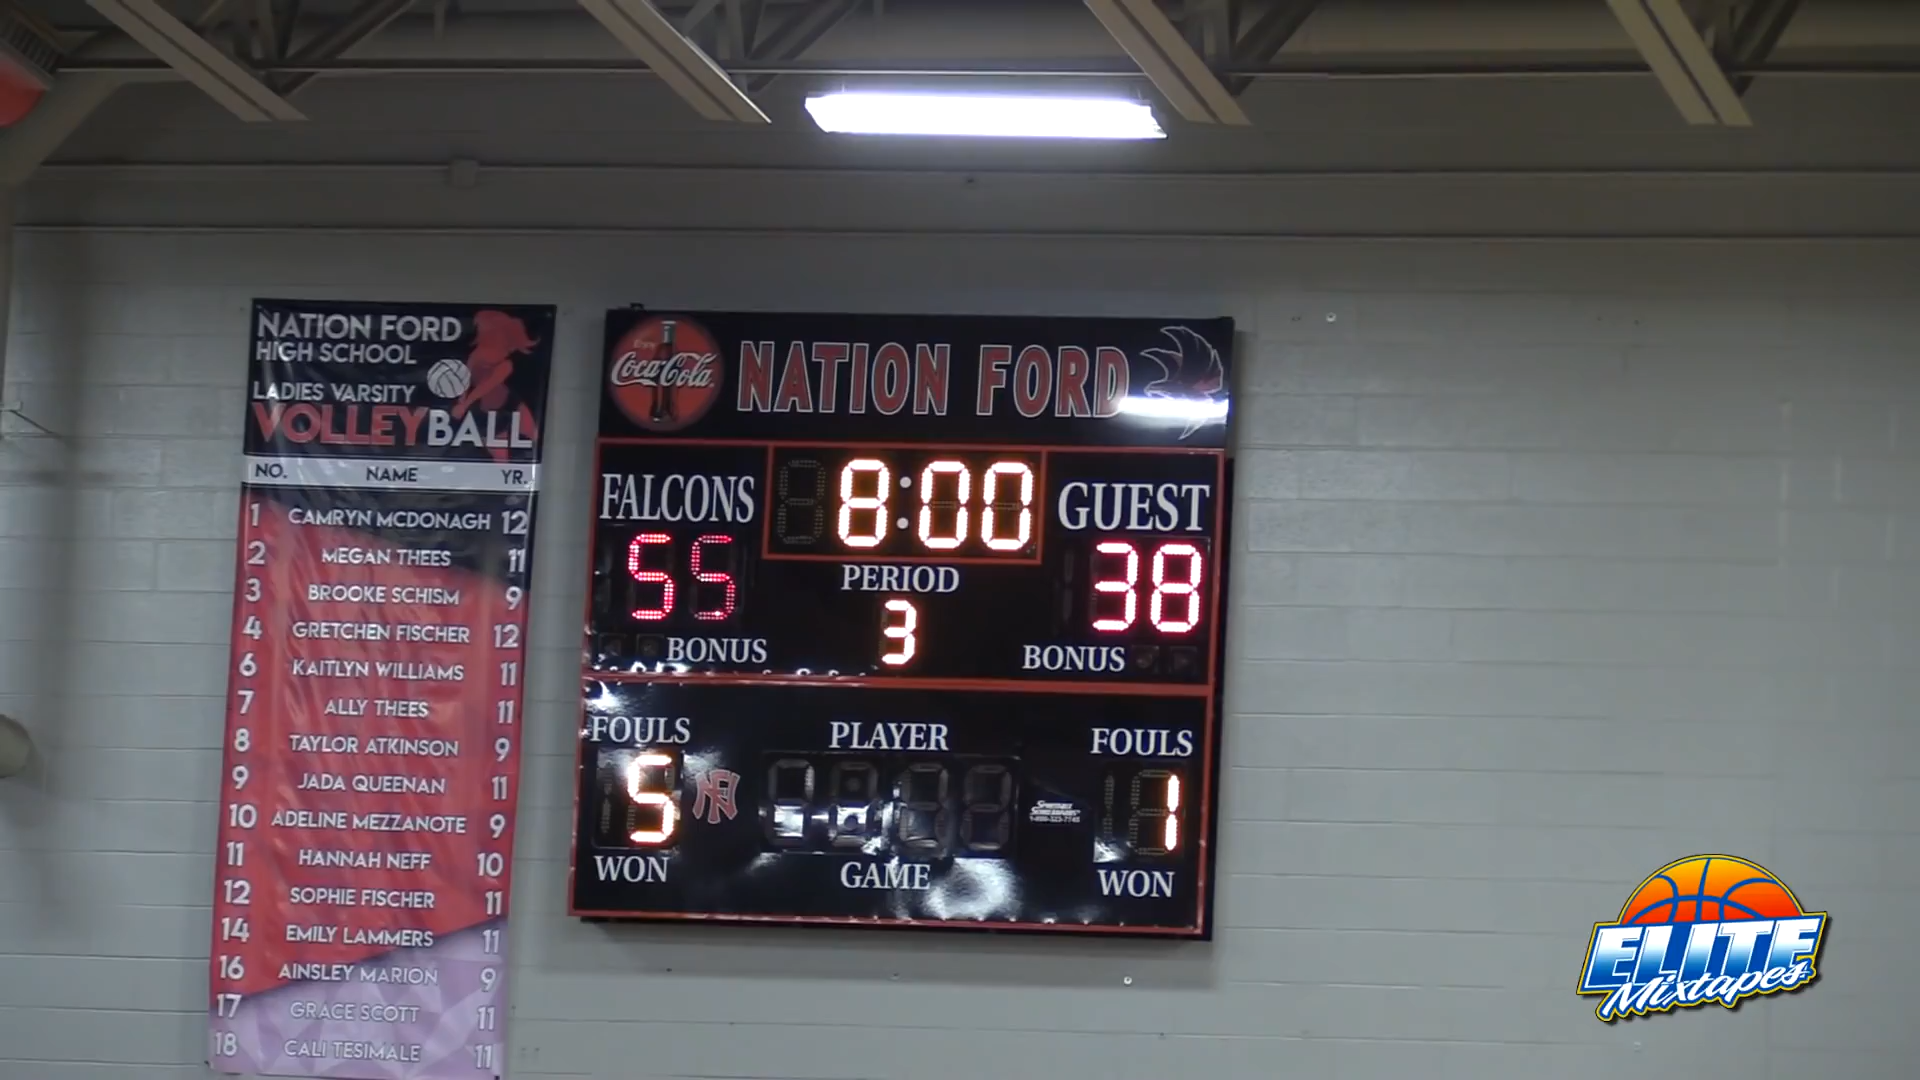 NATION FORD
HIGH SCHOOL
LADIES VARSITY
VOLLEYBALL
NO. NAME YR.
1 CAMRYN MCDONAGH 12
2 MEGAN THEES 11
3 BROOKE SCHISM 9
4 GRETCHEN FISCHER 12
6 KAITLYN WILLIAMS 11
7 ALLY THEES 11
8 TAYLOR ATKINSON 9
9 JADA QUEENAN 11
10 ADELINE MEZZANOTE 9
11 HANNAH NEFF 10
12 SOPHIE FISCHER 11
14 EMILY LAMMERS 11
16 AINSLEY MARION 9
17 GRACE SCOTT 11
18 CALI TESIMALE 11
Enjoy
Coca-Cola
NATION FORD
FALCONS 8:00 GUEST
55 PERIOD 38
3
BONUS BONUS
FOULS PLAYER FOULS
5 NF 1
WON GAME WON
ELITE
Mixtapes